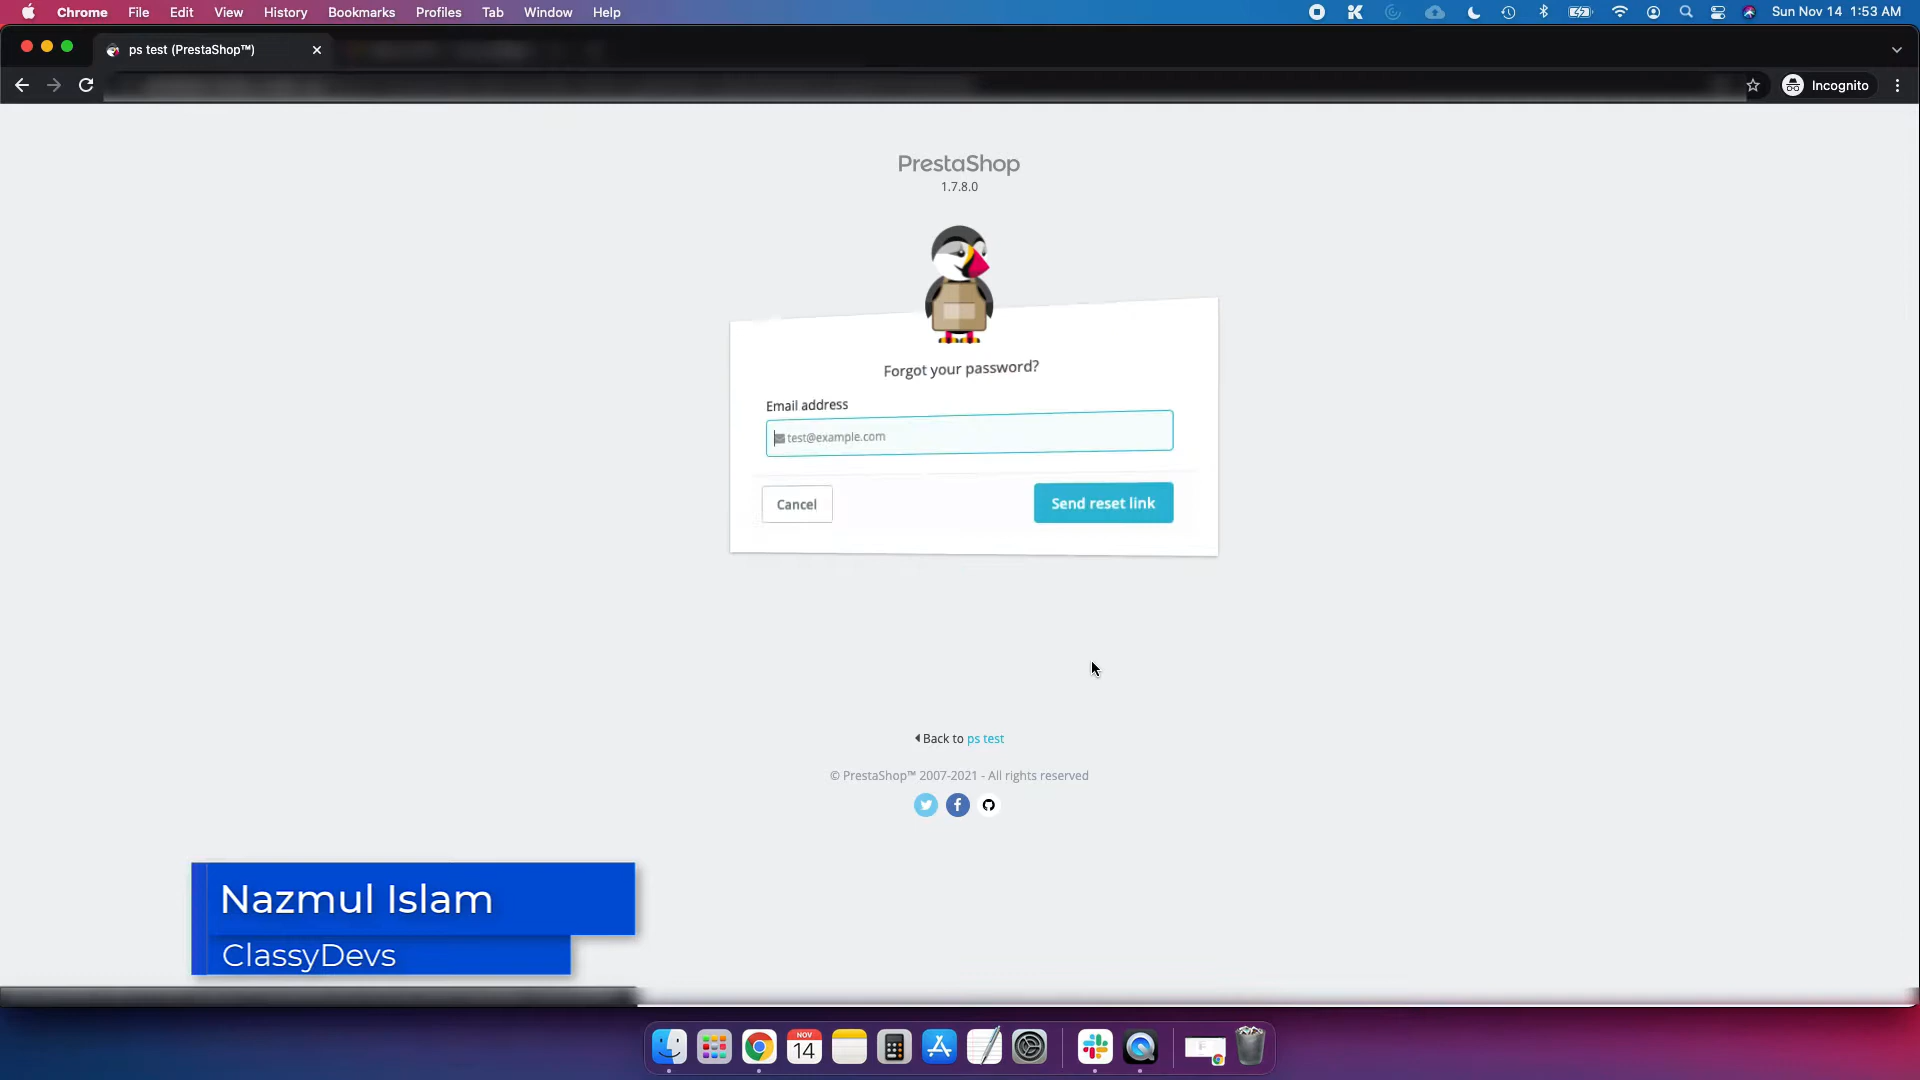 Chrome File Edit View History Bookmarks Profiles Tab Window Help Sun Nov 14 1:53 AM
ps test (PrestaShop™)
Incognito
PrestaShop
1.7.8.0
Forgot your password?
Email address
test@example.com
Cancel
Send reset link
Back to ps test
© PrestaShop™ 2007-2021 - All rights reserved
Nazmul Islam
ClassyDevs
NOV
14